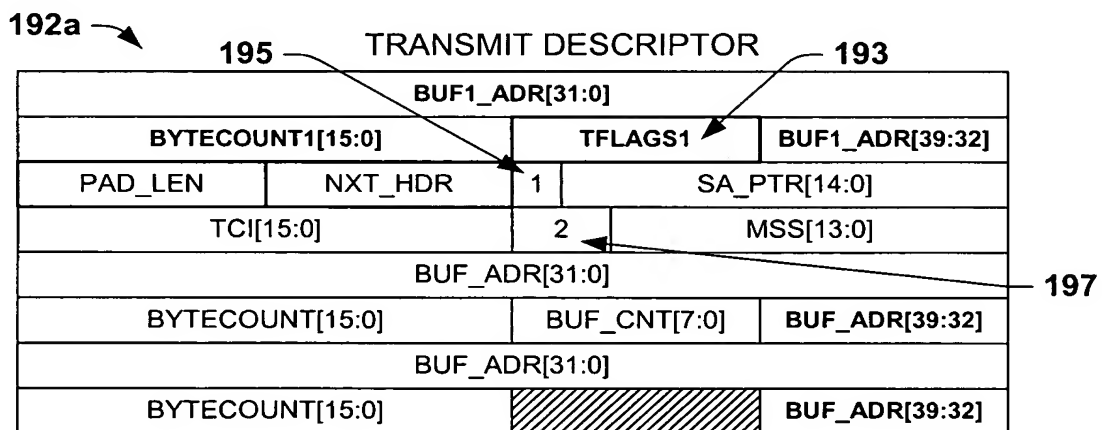 192a
TRANSMIT DESCRIPTOR
195
193
BUF1_ADR[31:0]
BYTECOUNT1[15:0] TFLAGS1 BUF1_ADR[39:32]
PAD_LEN NXT_HDR 1 SA_PTR[14:0]
TCI[15:0] 2 MSS[13:0]
BUF_ADR[31:0] 197
BYTECOUNT[15:0] BUF_CNT[7:0] BUF_ADR[39:32]
BUF_ADR[31:0]
BYTECOUNT[15:0] BUF_ADR[39:32]